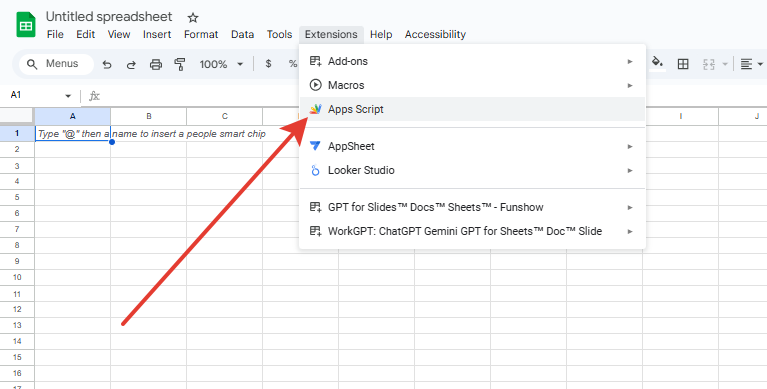 Untitled spreadsheet
File Edit View Insert Format Data Tools Extensions Help Accessibility
Menus 100% $ %
A1 fx
A B C I J
1 Type "@" then a name to insert a people smart chip
2
3
4
5
6
7
8
9
10
11
12
13
14
15
16
17
Add-ons
Macros
Apps Script
AppSheet
Looker Studio
GPT for Slides™ Docs™ Sheets™ - Funshow
WorkGPT: ChatGPT Gemini GPT for Sheets™ Doc™ Slide